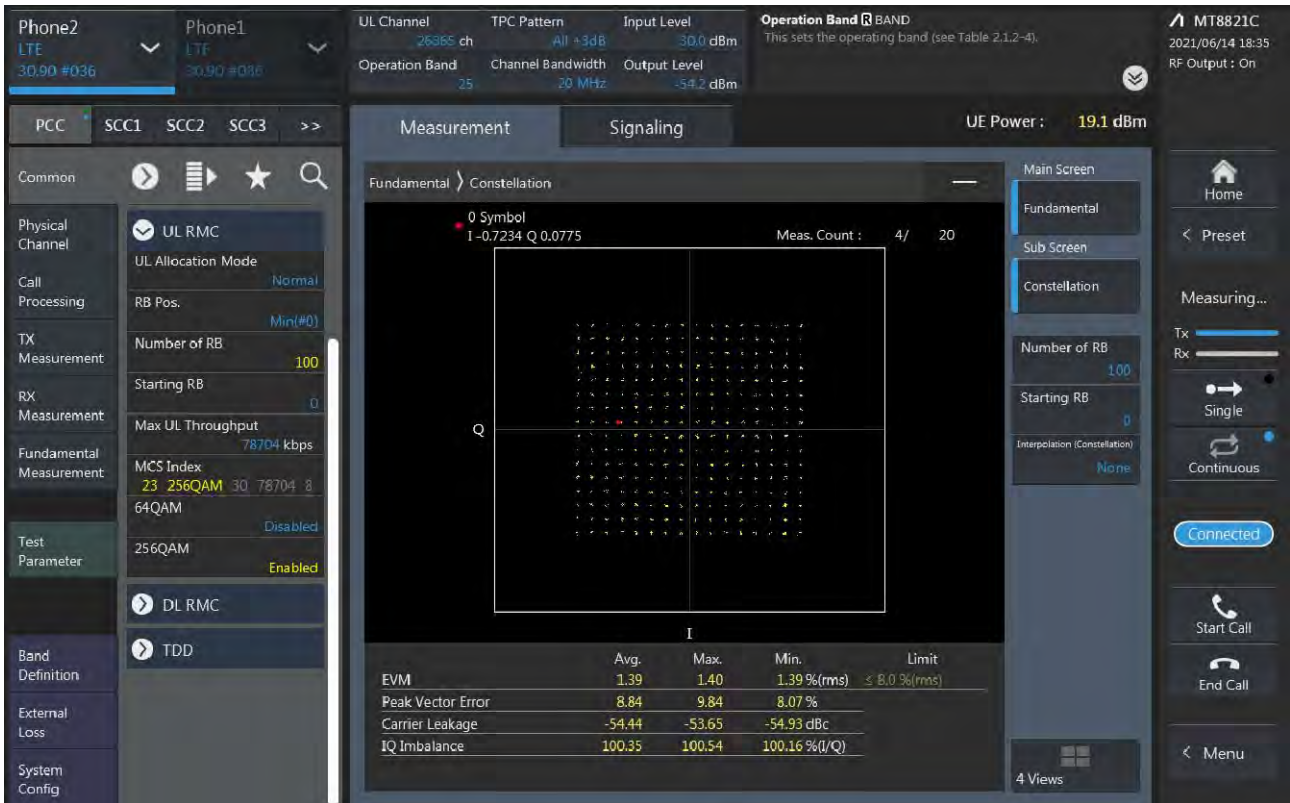 Phone2
LTE
30.90 #036
Phone1
LTE
30.90 #036
UL Channel
26365 ch
TPC Pattern
All +3dB
Input Level
30.0 dBm
Operation Band
25
Channel Bandwidth
20 MHz
Output Level
-54.2 dBm
Operation Band R BAND
This sets the operating band (see Table 2.1.2-4).
MT8821C
2021/06/14 18:35
RF Output : On
PCC SCC1 SCC2 SCC3 >>
Measurement
Signaling
UE Power : 19.1 dBm
Common
Physical
Channel
Call
Processing
TX
Measurement
RX
Measurement
Fundamental
Measurement
Test
Parameter
Band
Definition
External
Loss
System
Config
UL RMC
UL Allocation Mode
Normal
RB Pos.
Min(#0)
Number of RB
100
Starting RB
0
Max UL Throughput
78704 kbps
MCS Index
23 256QAM 30 78704 8
64QAM
Disabled
256QAM
Enabled
DL RMC
TDD
Fundamental > Constellation
0 Symbol
I -0.7234 Q 0.0775
Meas. Count : 4/ 20
Q
I
Avg. Max. Min. Limit
EVM 1.39 1.40 1.39 %(rms) ≤ 8.0 %(rms)
Peak Vector Error 8.84 9.84 8.07 %
Carrier Leakage -54.44 -53.65 -54.93 dBc
IQ Imbalance 100.35 100.54 100.16 %(I/Q)
Main Screen
Fundamental
Sub Screen
Constellation
Number of RB
100
Starting RB
0
Interpolation (Constellation)
None
4 Views
Home
< Preset
Measuring...
Tx
Rx
Single
Continuous
Connected
Start Call
End Call
< Menu